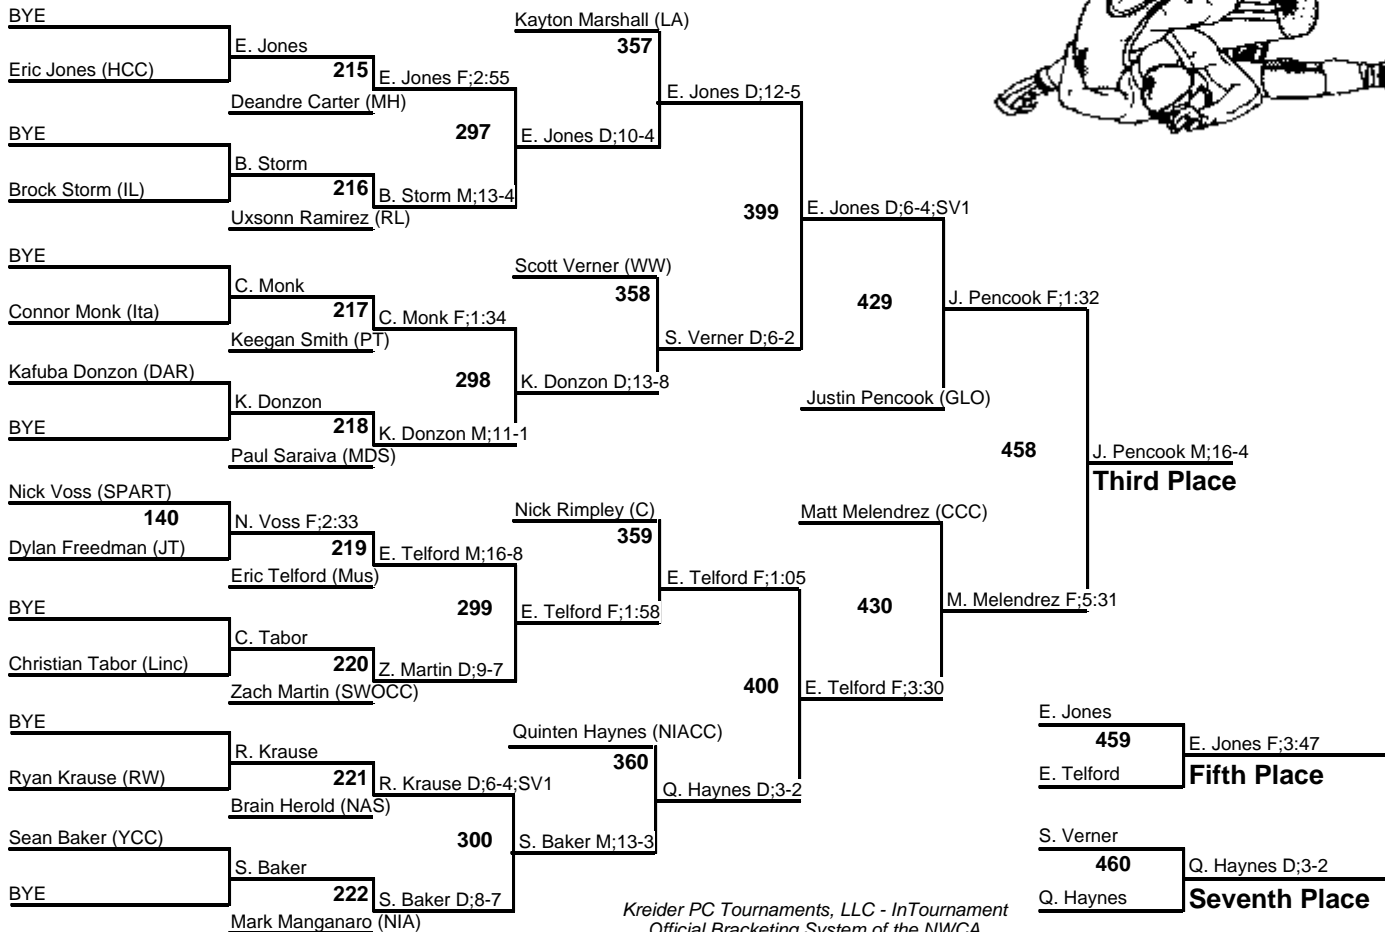 BYE
Eric Jones (HCC)
BYE
Brock Storm (IL)
BYE
Connor Monk (Ita)
Kafuba Donzon (DAR)
BYE
Nick Voss (SPART)
140
Dylan Freedman (JT)
BYE
Christian Tabor (Linc)
BYE
Ryan Krause (RW)
Sean Baker (YCC)
BYE
E. Jones
215
Deandre Carter (MH)
B. Storm
216
Uxsonn Ramirez (RL)
C. Monk
217
Keegan Smith (PT)
K. Donzon
218
Paul Saraiva (MDS)
N. Voss F;2:33
219
Eric Telford (Mus)
C. Tabor
220
Zach Martin (SWOCC)
R. Krause
221
Brain Herold (NAS)
S. Baker
222
Mark Manganaro (NIA)
E. Jones F;2:55
297
B. Storm M;13-4
C. Monk F;1:34
298
K. Donzon M;11-1
E. Telford M;16-8
299
Z. Martin D;9-7
R. Krause D;6-4;SV1
300
S. Baker D;8-7
Kayton Marshall (LA)
357
E. Jones D;10-4
Scott Verner (WW)
358
K. Donzon D;13-8
Nick Rimpley (C)
359
E. Telford F;1:58
Quinten Haynes (NIACC)
360
S. Baker M;13-3
E. Jones D;12-5
399
S. Verner D;6-2
E. Telford F;1:05
400
Q. Haynes D;3-2
E. Jones D;6-4;SV1
429
Justin Pencook (GLO)
Matt Melendrez (CCC)
430
E. Telford F;3:30
J. Pencook F;1:32
458
M. Melendrez F;5:31
J. Pencook M;16-4
Third Place
E. Jones
459
E. Telford
E. Jones F;3:47
Fifth Place
S. Verner
460
Q. Haynes
Q. Haynes D;3-2
Seventh Place
Kreider PC Tournaments, LLC - InTournament
Official Bracketing System of the NWCA